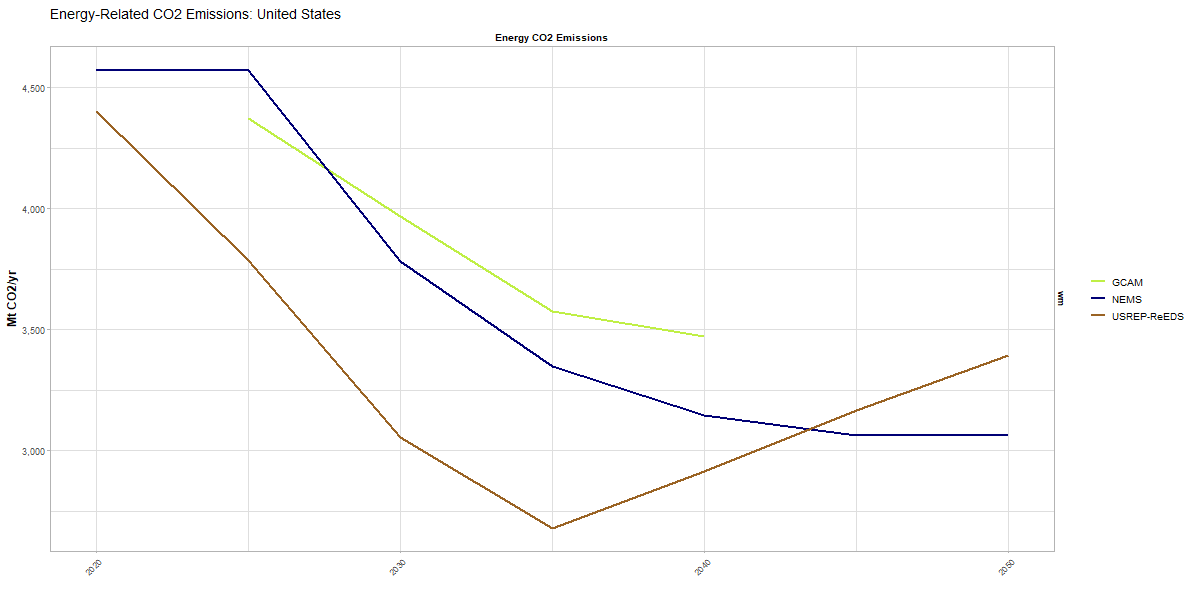 Energy-Related CO2 Emissions: United States
Energy CO2 Emissions
Mt CO2/yr
4,500
4,000
3,500
3,000
2020
2030
2040
2050
wm
GCAM
NEMS
USREP-ReEDS